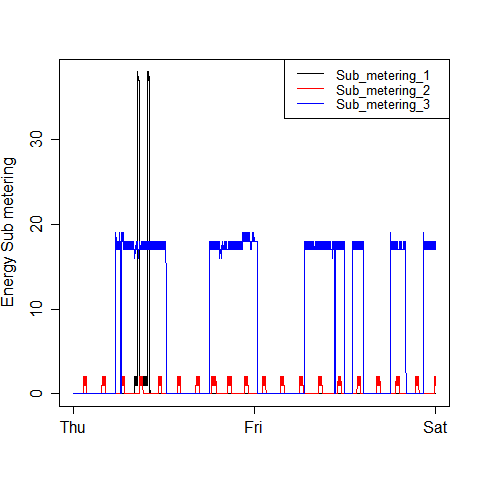 Sub_metering_1
Sub_metering_2
Sub_metering_3
Energy Sub metering
30
20
10
0
Thu Fri Sat